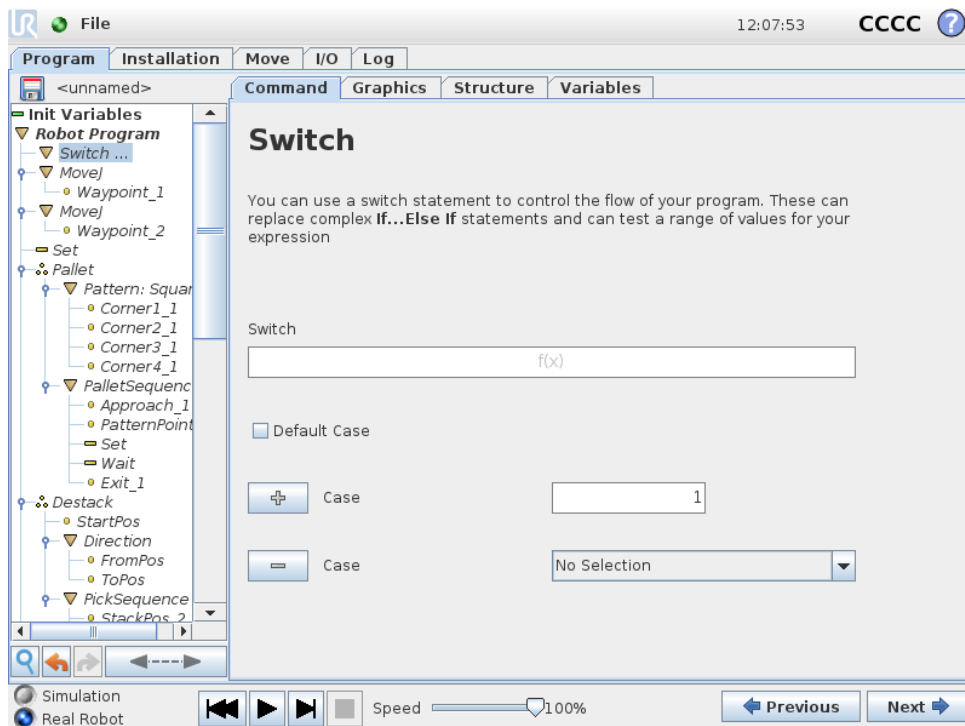 UR File 12:07:53 CCCC ?
Program Installation Move I/O Log
<unnamed>
Command Graphics Structure Variables
Init Variables
Robot Program
Switch ...
MoveJ
Waypoint_1
MoveJ
Waypoint_2
Set
Pallet
Pattern: Squar
Corner1_1
Corner2_1
Corner3_1
Corner4_1
PalletSequenc
Approach_1
PatternPoint
Set
Wait
Exit_1
Destack
StartPos
Direction
FromPos
ToPos
PickSequence
StackPos_2
Switch
You can use a switch statement to control the flow of your program. These can
replace complex If...Else If statements and can test a range of values for your
expression
Switch
f(x)
Default Case
Case 1
Case No Selection
Simulation
Real Robot
Speed 100%
Previous Next